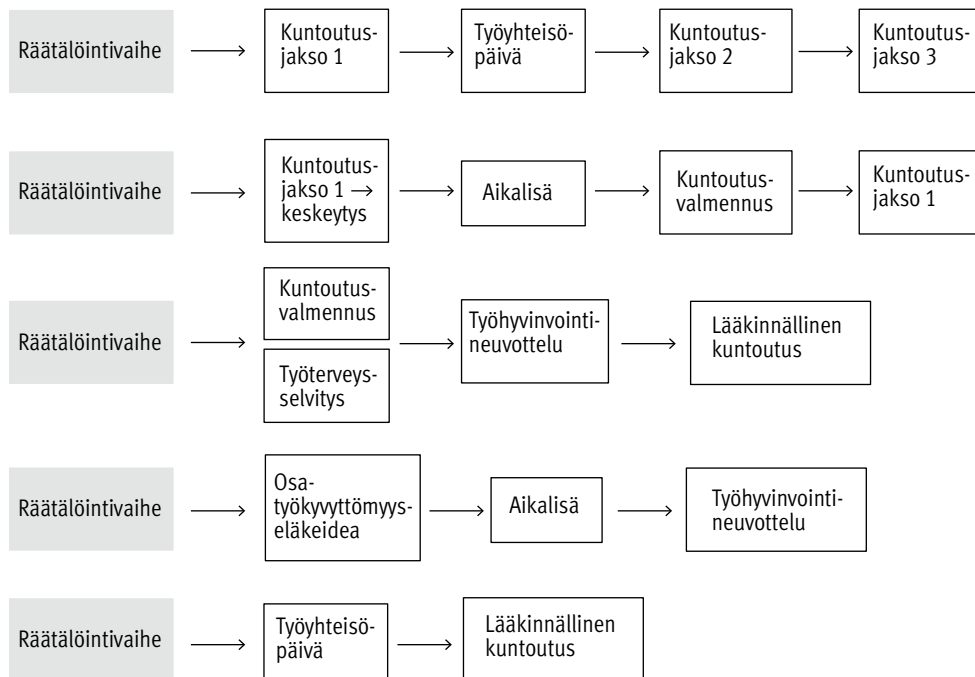 Räätälöintivaihe
Kuntoutus-
jakso 1
Työyhteisö-
päivä
Kuntoutus-
jakso 2
Kuntoutus-
jakso 3
Räätälöintivaihe
Kuntoutus-
jakso 1 →
keskeytys
Aikalisä
Kuntoutus-
valmennus
Kuntoutus-
jakso 1
Räätälöintivaihe
Kuntoutus-
valmennus
Työterveys-
selvitys
Työhyvinvointi-
neuvottelu
Lääkinnällinen
kuntoutus
Räätälöintivaihe
Osa-
työkyvyttömyys-
eläkeidea
Aikalisä
Työhyvinvointi-
neuvottelu
Räätälöintivaihe
Työyhteisö-
päivä
Lääkinnällinen
kuntoutus